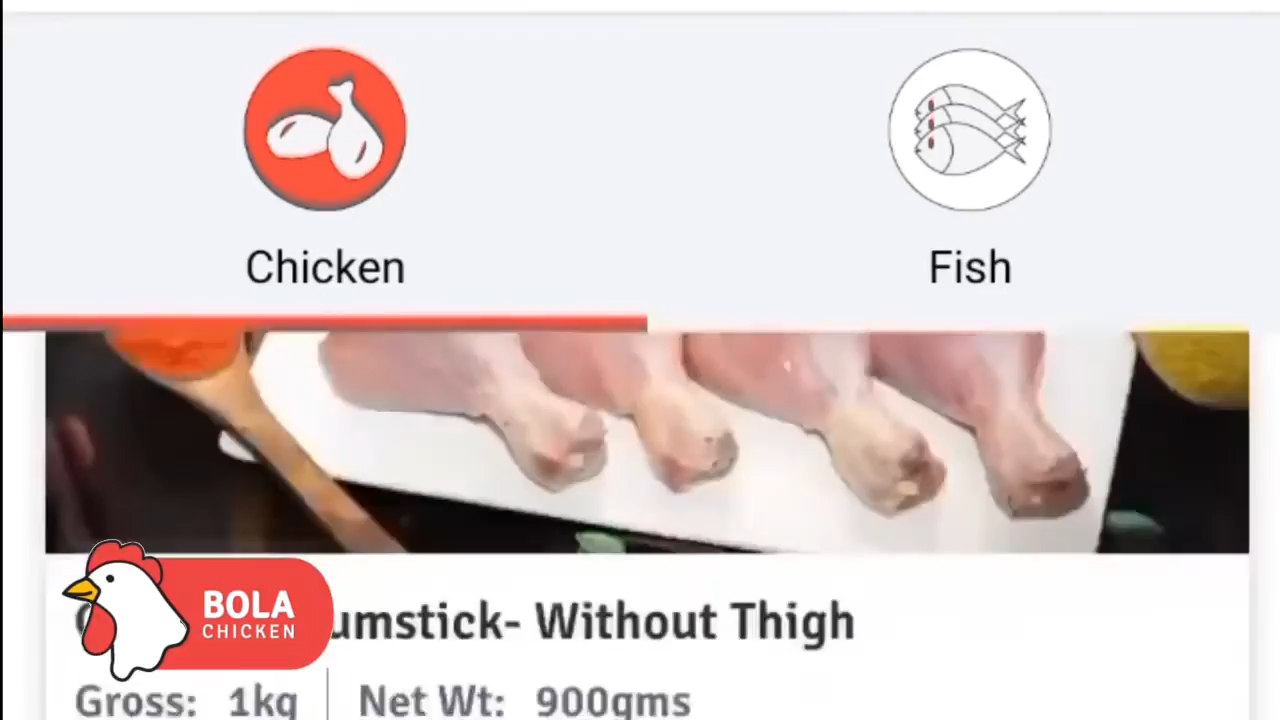 Chicken
Fish
BOLA
CHICKEN
umstick- Without Thigh
Gross: 1kg
Net Wt: 900gms